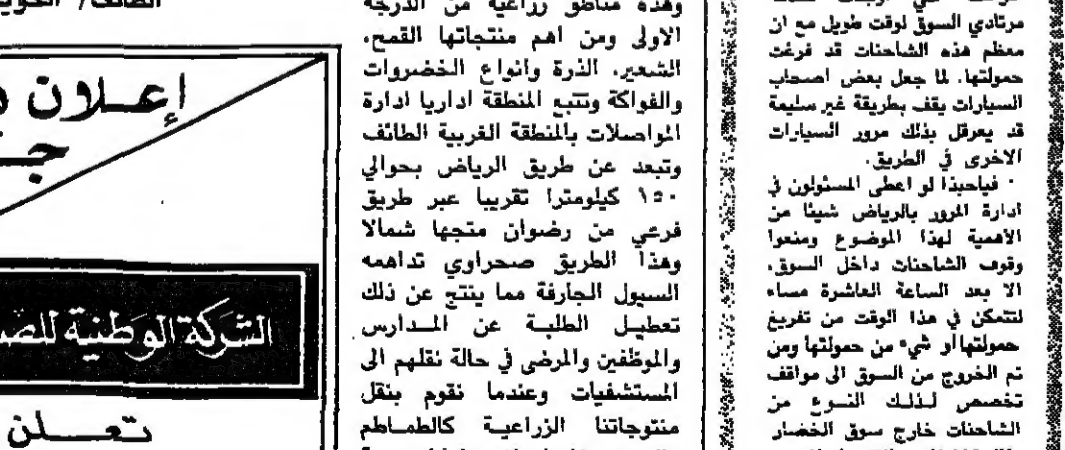 مرتادي السوق لوقت طويل مع ان
معظم هذه الشاحنات قد فرغت
حمولتها. لما جعل بعض اصحاب
السيارات يقف بطريقة غير سليمة
قد يعرقل بذلك مرور السيارات
الاخرى في الطريق.
· فياحبذا لو اعطى المسئولون في
ادارة المرور بالرياض شيئا من
الأهمية لهذا الموضوع ومنعوا
وقوف الشاحنات داخل السوق،
الا بعد الساعة العاشرة مساء
لتتمكن في هذا الوقت من تفريغ
حمولتها او شيء من حمولتها ومن
تم الخروج من السوق الى مواقف
تخصص لذلك النوع من
الشاحنات خارج سوق الخضار
وهذه مناطق زراعية من الدرجة
الاولى ومن اهم منتجاتها القمح،
الشعير، الذرة وانواع الخضروات
والفواكة وتتبع المنطقة اداريا ادارة
المواصلات بالمنطقة الغربية الطائف
وتبعد عن طريق الرياض بحوالي
١٥٠ كيلومترا تقريبا عبر طريق
فرعي من رضوان متجها شمالا
وهذا الطريق صحراوي تداهمه
السيول الجارفة مما ينتج عن ذلك
تعطيل الطلبة عن المدارس
والموظفين والمرضى في حالة نقلهم الى
المستشفيات وعندما نقوم بنقل
منتوجاتنا الزراعية كالطماطم
الطائف/
إعلان
الشركة الوطنية
تعلن